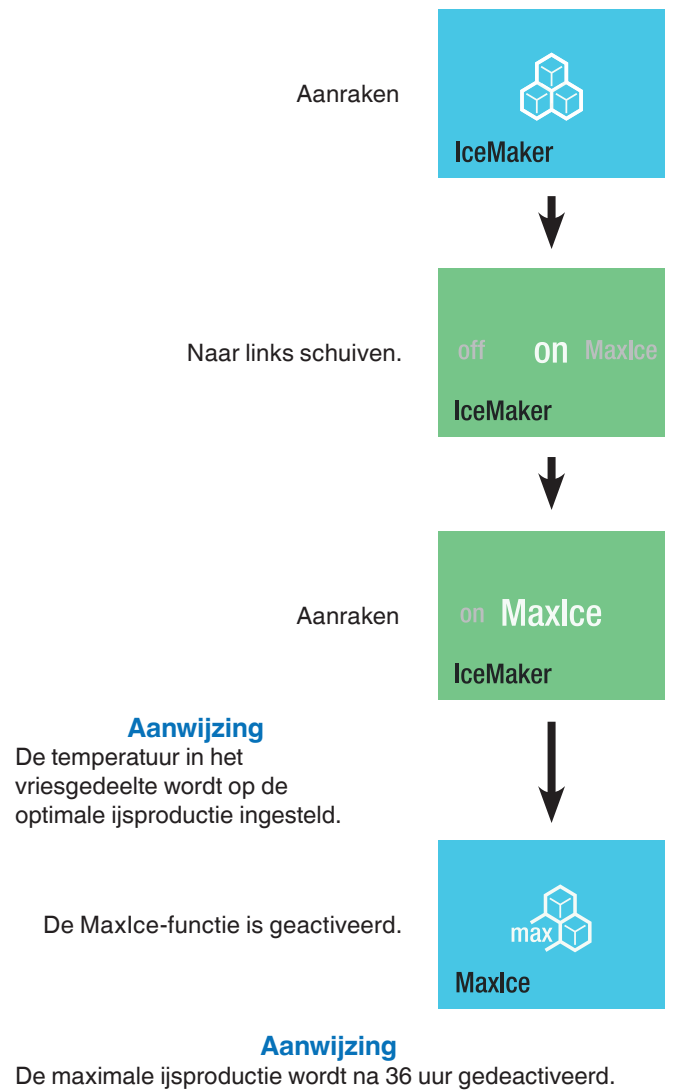 Aanraken
IceMaker
Naar links schuiven.
off on MaxIce
IceMaker
Aanraken
on MaxIce
IceMaker
Aanwijzing
De temperatuur in het
vriesgedeelte wordt op de
optimale ijsproductie ingesteld.
De MaxIce-functie is geactiveerd.
max
MaxIce
Aanwijzing
De maximale ijsproductie wordt na 36 uur gedeactiveerd.